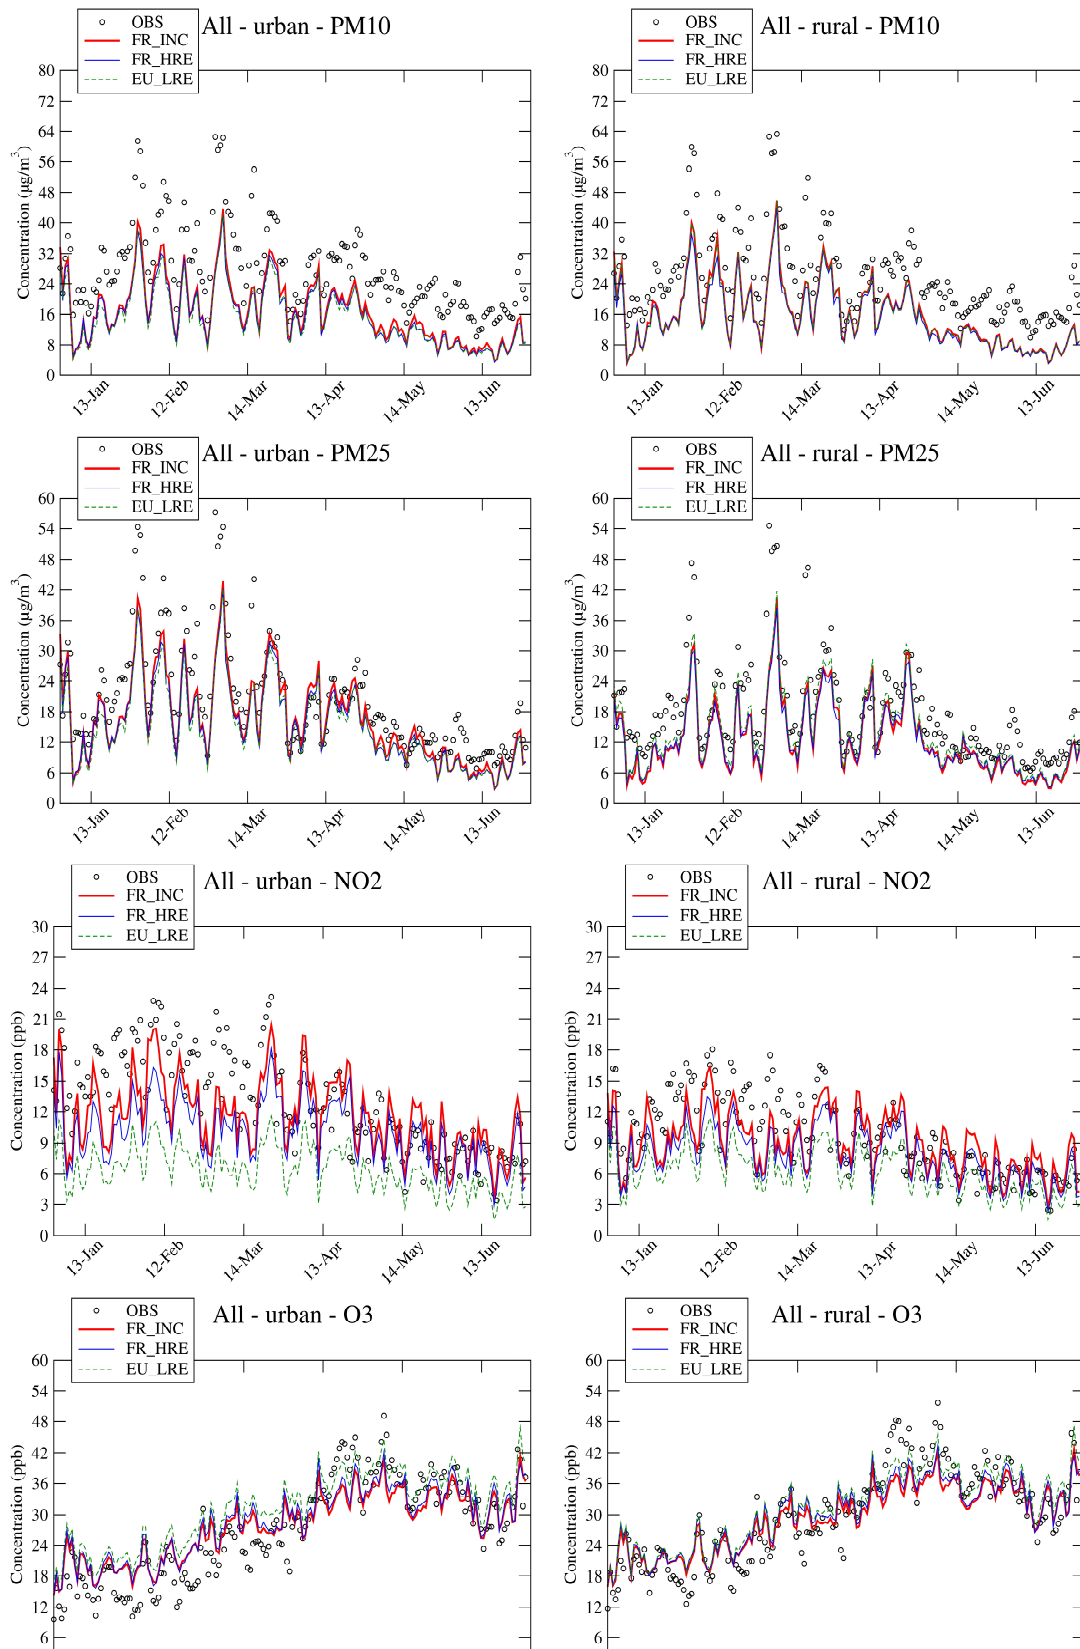 All - urban - PM10
OBS
FR_INC
FR_HRE
EU_LRE
80
72
64
56
48
40
32
24
16
8
0
Concentration (µg/m³)
13-Jan
12-Feb
14-Mar
13-Apr
14-May
13-Jun
All - rural - PM10
OBS
FR_INC
FR_HRE
EU_LRE
80
72
64
56
48
40
32
24
16
8
0
Concentration (µg/m³)
13-Jan
12-Feb
14-Mar
13-Apr
14-May
13-Jun
All - urban - PM25
OBS
FR_INC
FR_HRE
EU_LRE
60
54
48
42
36
30
24
18
12
6
0
Concentration (µg/m³)
13-Jan
12-Feb
14-Mar
13-Apr
14-May
13-Jun
All - rural - PM25
OBS
FR_INC
FR_HRE
EU_LRE
60
54
48
42
36
30
24
18
12
6
0
Concentration (µg/m³)
13-Jan
12-Feb
14-Mar
13-Apr
14-May
13-Jun
All - urban - NO2
OBS
FR_INC
FR_HRE
EU_LRE
30
27
24
21
18
15
12
9
6
3
0
Concentration (ppb)
13-Jan
12-Feb
14-Mar
13-Apr
14-May
13-Jun
All - rural - NO2
OBS
FR_INC
FR_HRE
EU_LRE
30
27
24
21
18
15
12
9
6
3
0
Concentration (ppb)
13-Jan
12-Feb
14-Mar
13-Apr
14-May
13-Jun
All - urban - O3
OBS
FR_INC
FR_HRE
EU_LRE
60
54
48
42
36
30
24
18
12
6
Concentration (ppb)
All - rural - O3
OBS
FR_INC
FR_HRE
EU_LRE
60
54
48
42
36
30
24
18
12
6
Concentration (ppb)